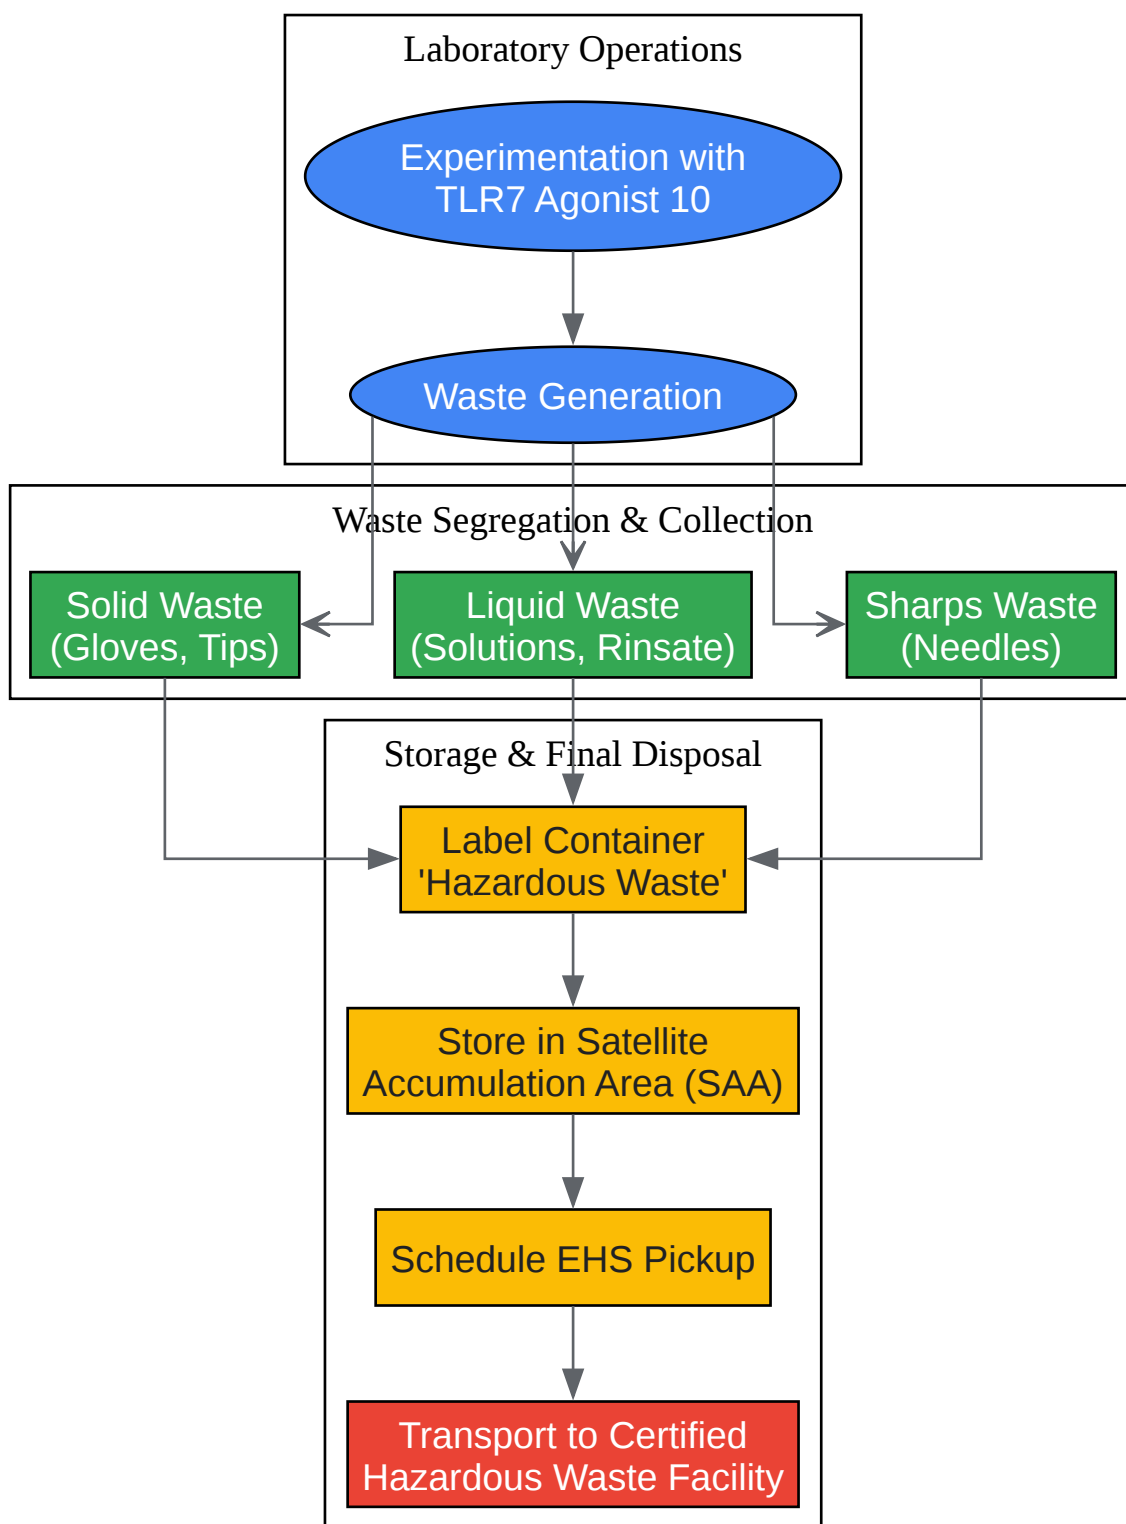 Laboratory Operations
Experimentation with
TLR7 Agonist 10
Waste Generation
Waste Segregation & Collection
Solid Waste
(Gloves, Tips)
Liquid Waste
(Solutions, Rinsate)
Sharps Waste
(Needles)
Storage & Final Disposal
Label Container
'Hazardous Waste'
Store in Satellite
Accumulation Area (SAA)
Schedule EHS Pickup
Transport to Certified
Hazardous Waste Facility